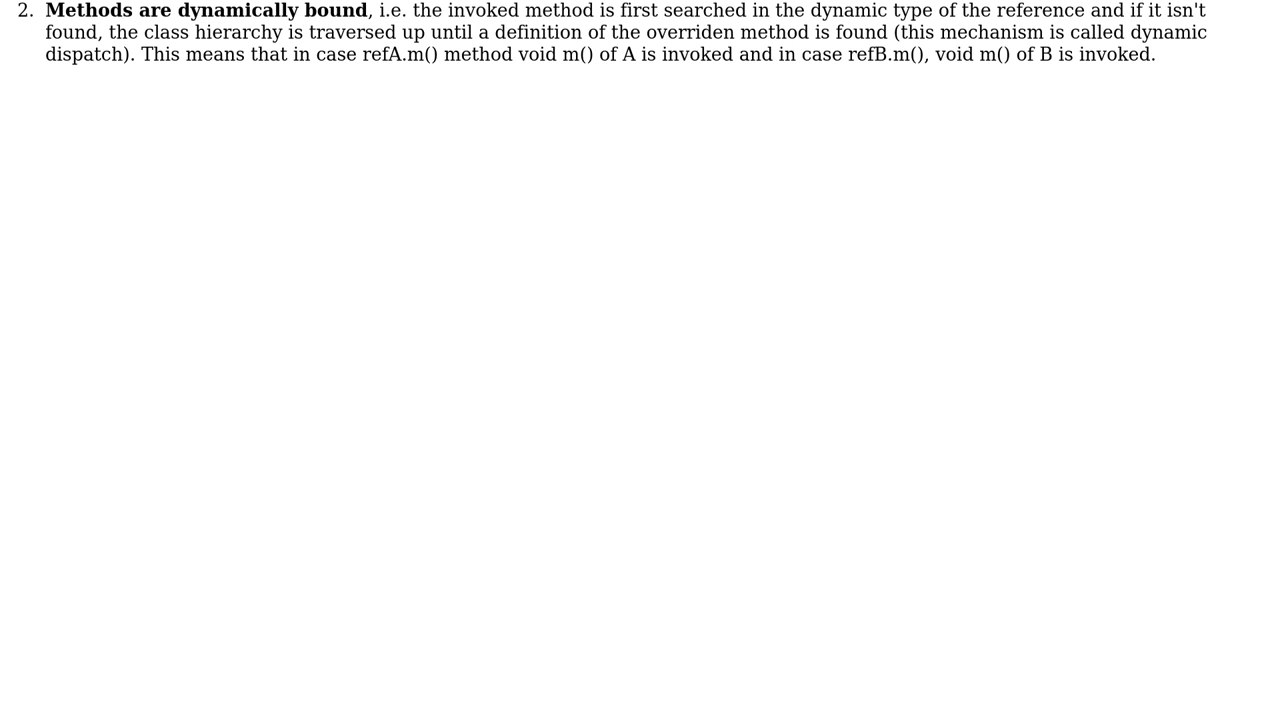 2. Methods are dynamically bound, i.e. the invoked method is first searched in the dynamic type of the reference and if it isn't
found, the class hierarchy is traversed up until a definition of the overriden method is found (this mechanism is called dynamic
dispatch). This means that in case refA.m() method void m() of A is invoked and in case refB.m(), void m() of B is invoked.